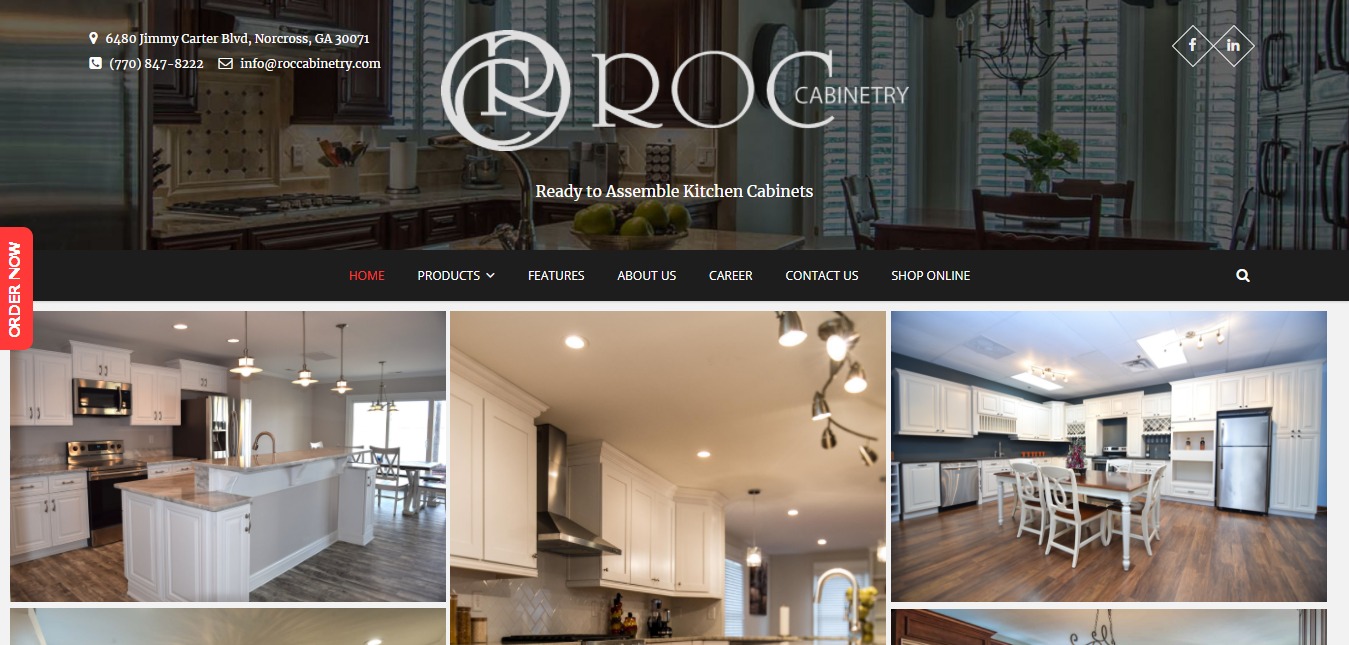 6480 Jimmy Carter Blvd, Norcross, GA 30071
(770) 847-8222 info@roccabinetry.com
ROC CABINETRY
Ready to Assemble Kitchen Cabinets
ORDER NOW
HOME PRODUCTS FEATURES ABOUT US CAREER CONTACT US SHOP ONLINE